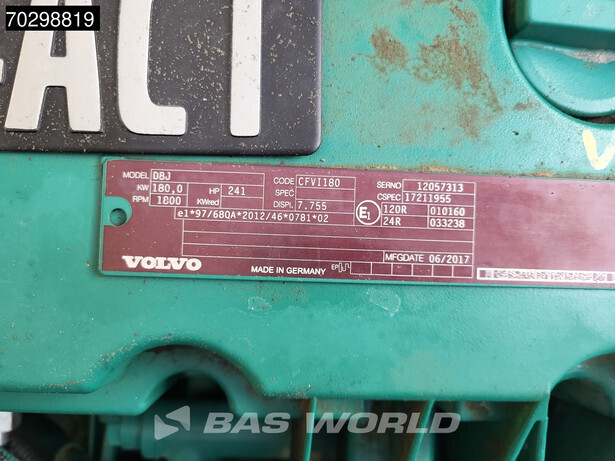 70298819
ACT
MODEL D8J CODE CFVI180 SERNO 12057313
KW 180,0 HP 241 SPEC CSPEC 17211955
RPM 1800 KWed DISPL 7.755 E1 120R 010160
e1*97/68QA*2012/46*0781*02 24R 033238
MFGDATE 06/2017
VOLVO MADE IN GERMANY EP
BAS WORLD